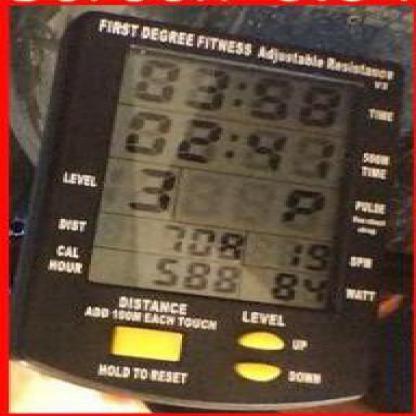 FIRST DEGREE FITNESS Adjustable Resistance
V2
03:58 TIME
02:47 500M TIME
LEVEL 3 P PULSE
DIST 708 19 SPM
CAL HOUR 588 84 WATT
DISTANCE
ADD 100M EACH TOUCH
LEVEL
UP
HOLD TO RESET
DOWN